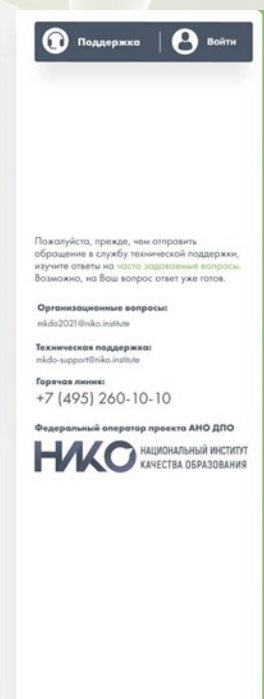 Поддержка
Войти
Пожалуйста, прежде, чем отправить
обращение в службу технической поддержки,
изучите ответы на часто задаваемые вопросы.
Возможно, на Ваш вопрос ответ уже готов.
Организационные вопросы:
mkdo2021@niko.institute
Техническая поддержка:
mkdo-support@niko.institute
Горячая линия:
+7 (495) 260-10-10
Федеральный оператор проекта АНО ДПО
НИКО НАЦИОНАЛЬНЫЙ ИНСТИТУТ
КАЧЕСТВА ОБРАЗОВАНИЯ